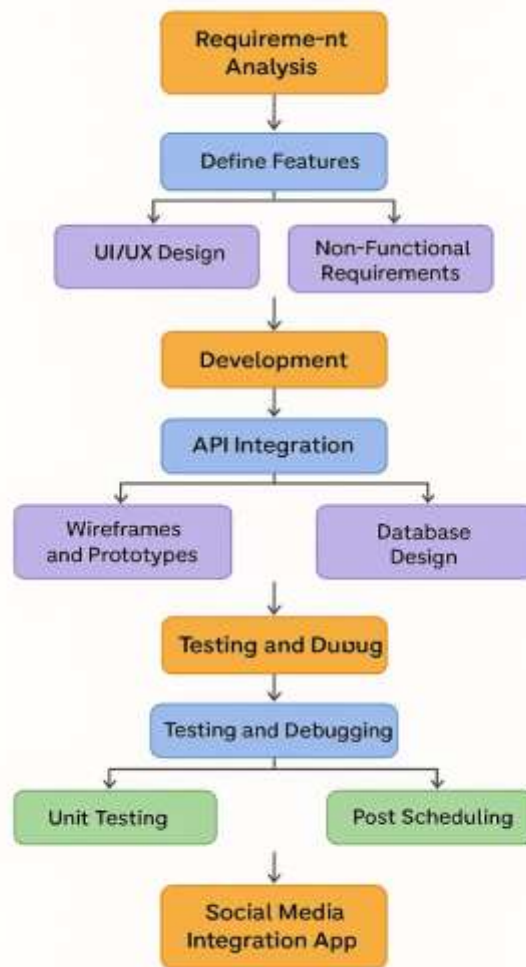 Requireme-nt
Analysis
Define Features
UI/UX Design
Non-Functional
Requirements
Development
API Integration
Wireframes
and Prototypes
Database
Design
Testing and
Testing and Debugging
Unit Testing
Post Scheduling
Social Media
Integration App